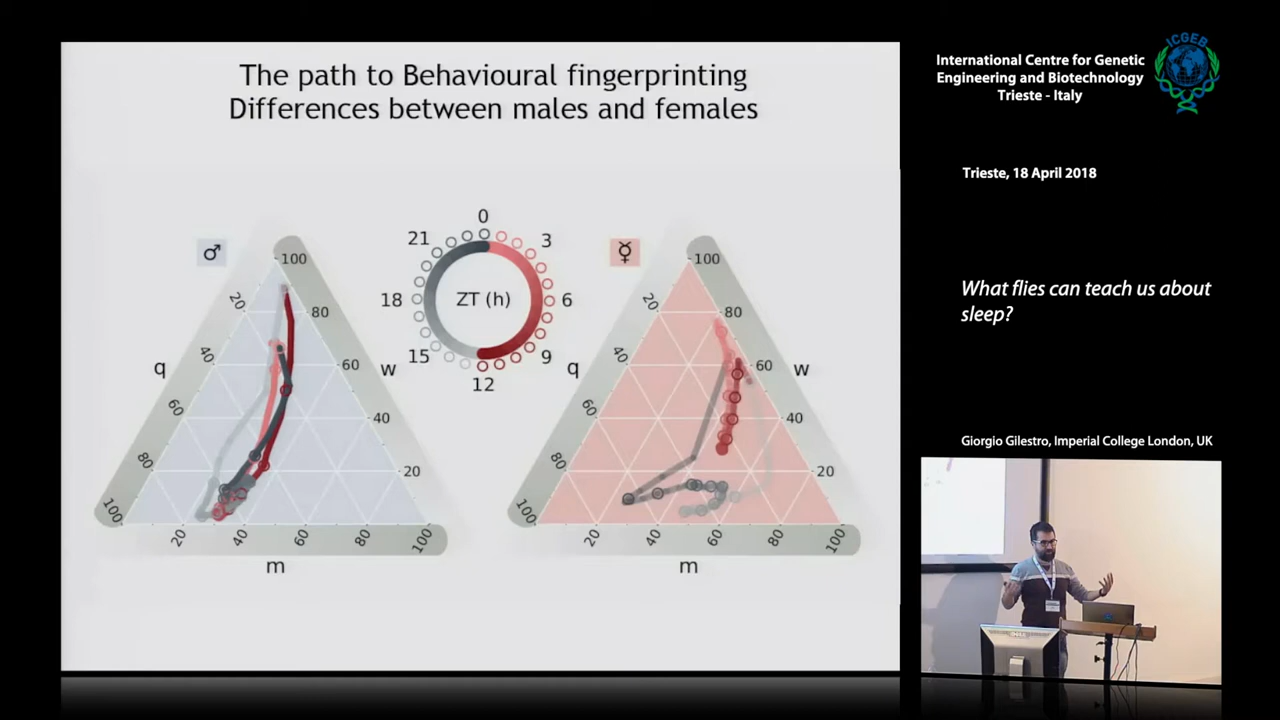 The path to Behavioural fingerprinting
Differences between males and females
♂
100
80
60
40
20
w
20
40
60
80
100
q
20
40
60
80
100
m
0
3
6
9
12
15
18
21
ZT (h)
☿
100
80
60
40
20
w
20
40
60
80
100
q
20
40
60
80
100
m
International Centre for Genetic
Engineering and Biotechnology
Trieste - Italy
ICGEB
Trieste, 18 April 2018
What flies can teach us about
sleep?
Giorgio Gilestro, Imperial College London, UK